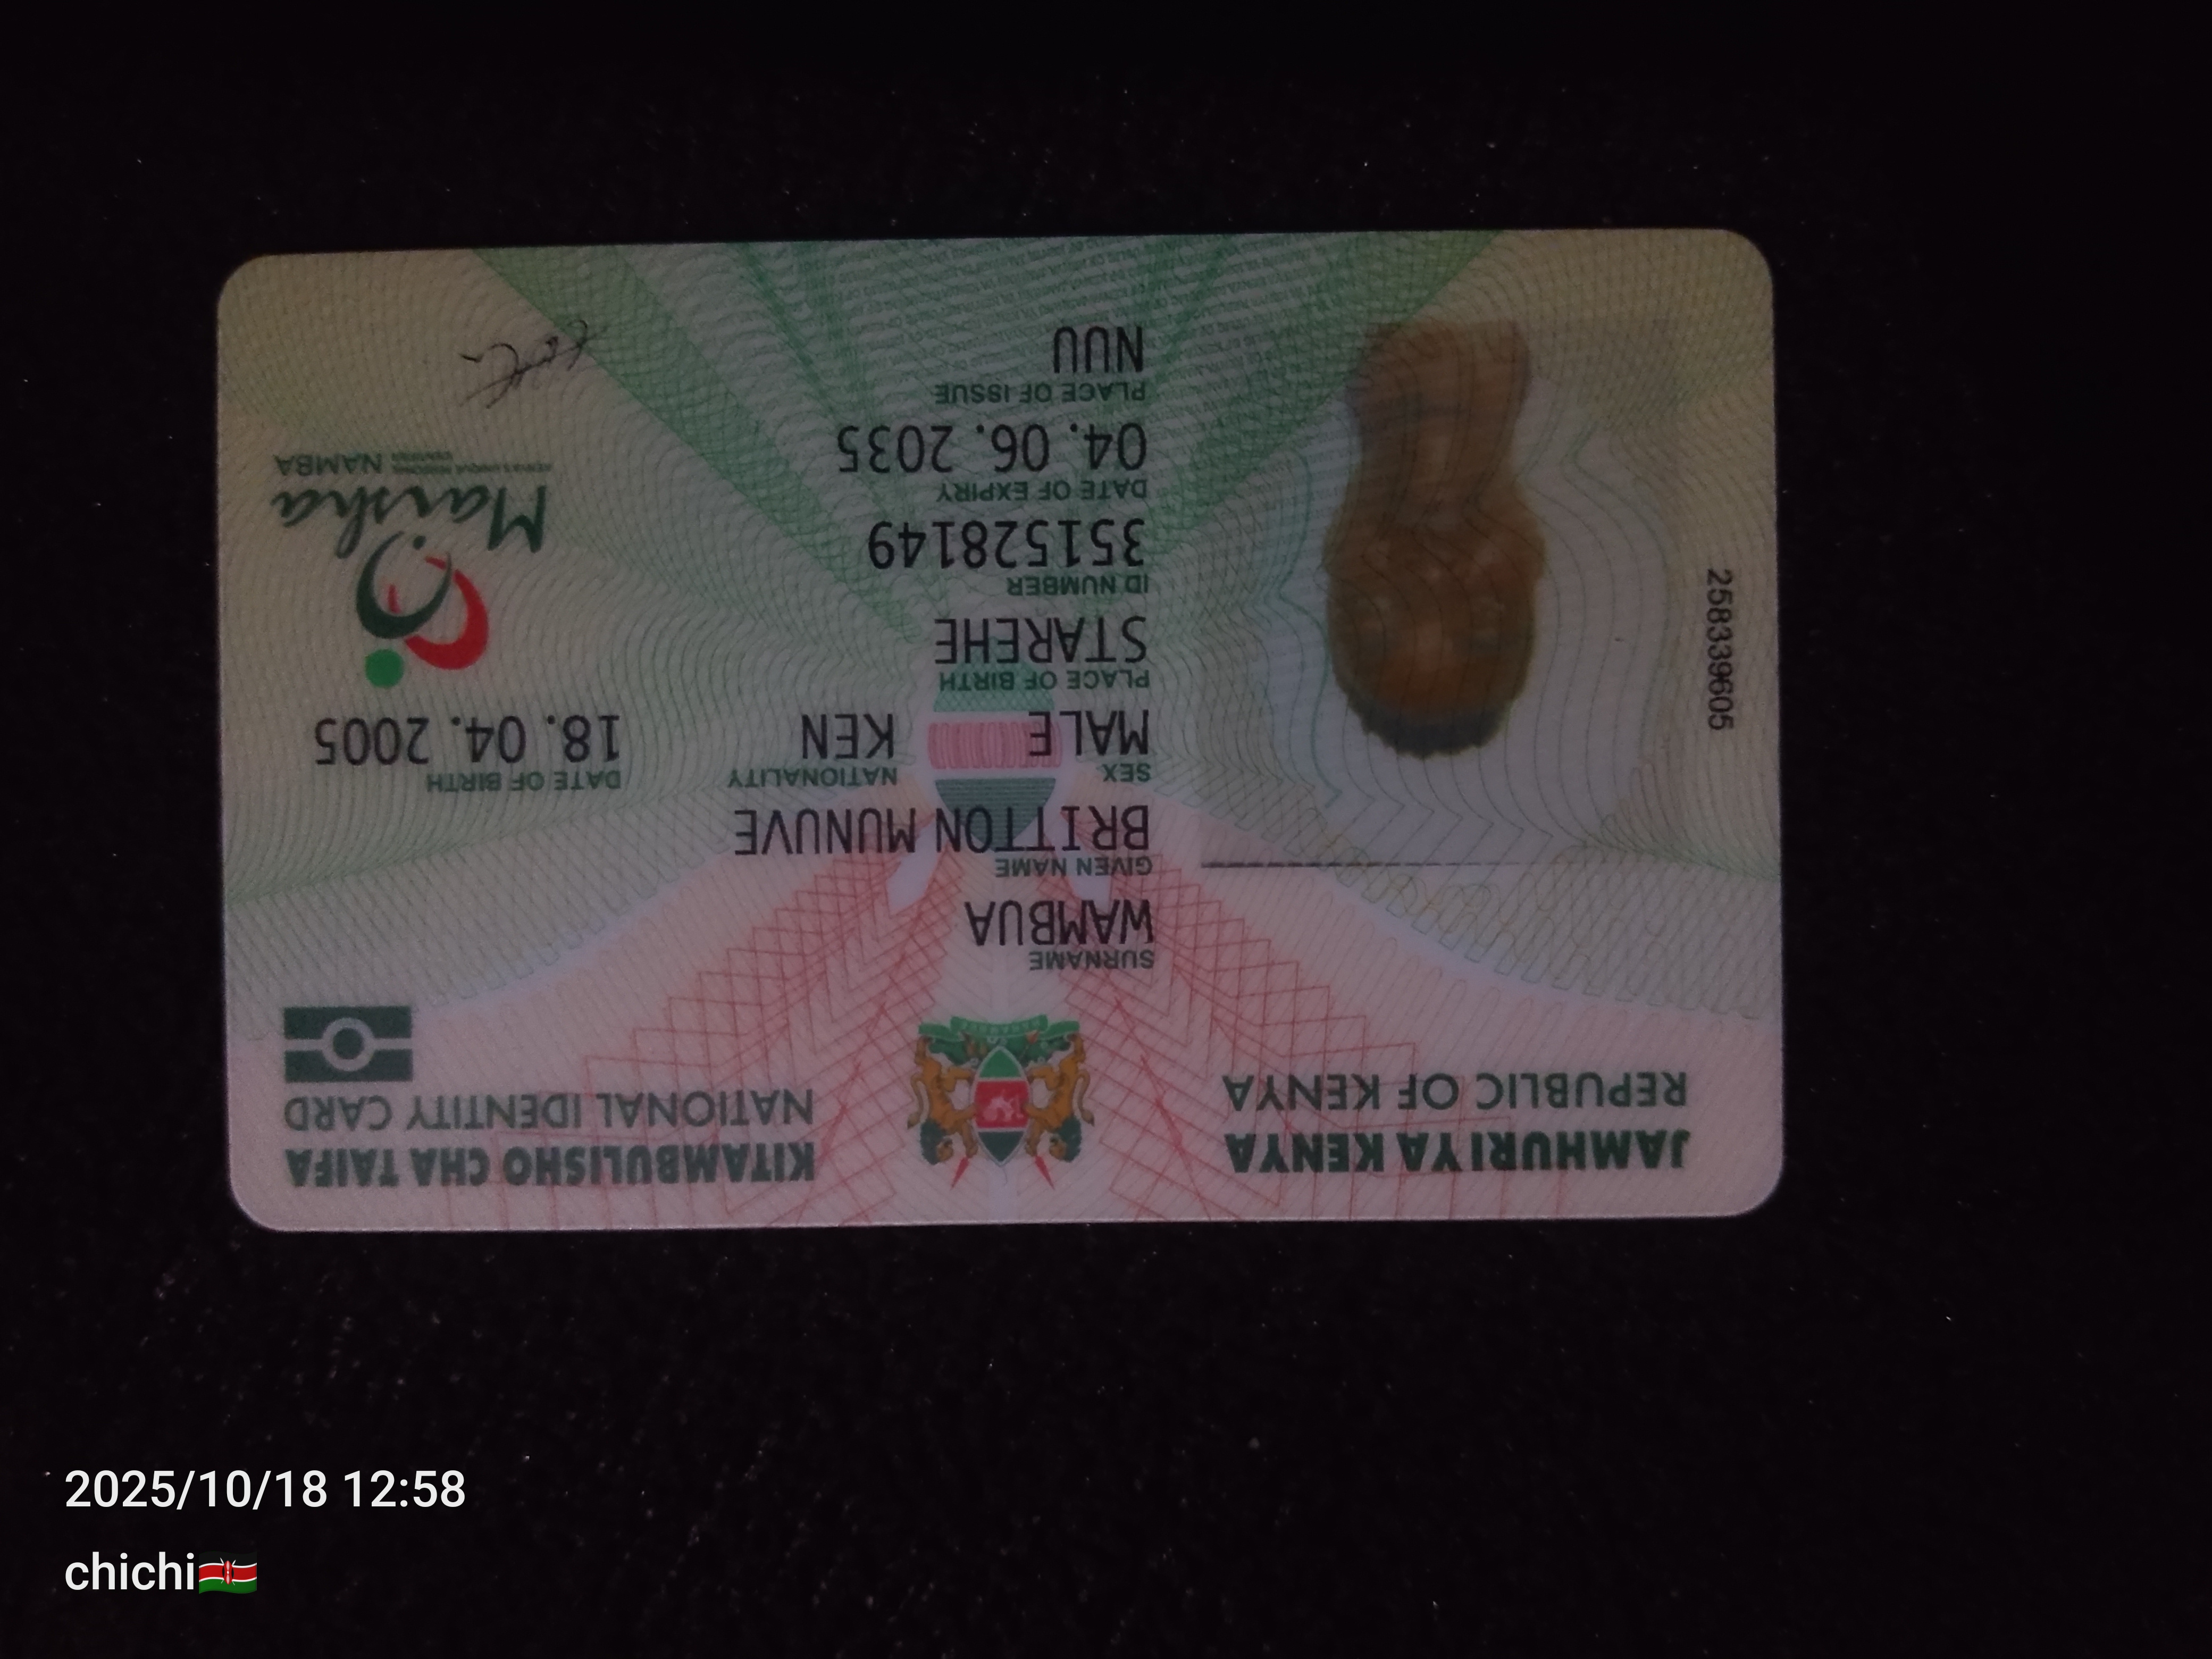 JAMHURI YA KENYA
REPUBLIC OF KENYA
KITAMBULISHO CHA TAIFA
NATIONAL IDENTITY CARD
SURNAME
WAMBUA
GIVEN NAME
BRITTON MUNUVE
SEX NATIONALITY DATE OF BIRTH
MALE KEN 18. 04. 2005
PLACE OF BIRTH
STAREHE
ID NUMBER
351528149
DATE OF EXPIRY
04. 06. 2035
PLACE OF ISSUE
NUU
Maisha
NAMBA
258339605
2025/10/18 12:58
chichi🇰🇪